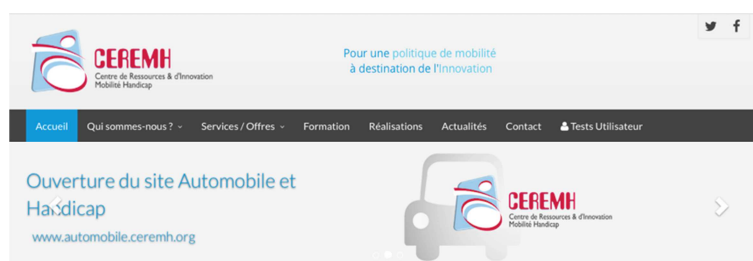 CEREMH
Centre de Ressources & d'Innovation
Mobilité Handicap
Pour une politique de mobilité
à destination de l'Innovation
Accueil
Qui sommes-nous ?
Services / Offres
Formation
Réalisations
Actualités
Contact
Tests Utilisateur
Ouverture du site Automobile et
Handicap
www.automobile.ceremh.org
CEREMH
Centre de Ressources & d'Innovation
Mobilité Handicap